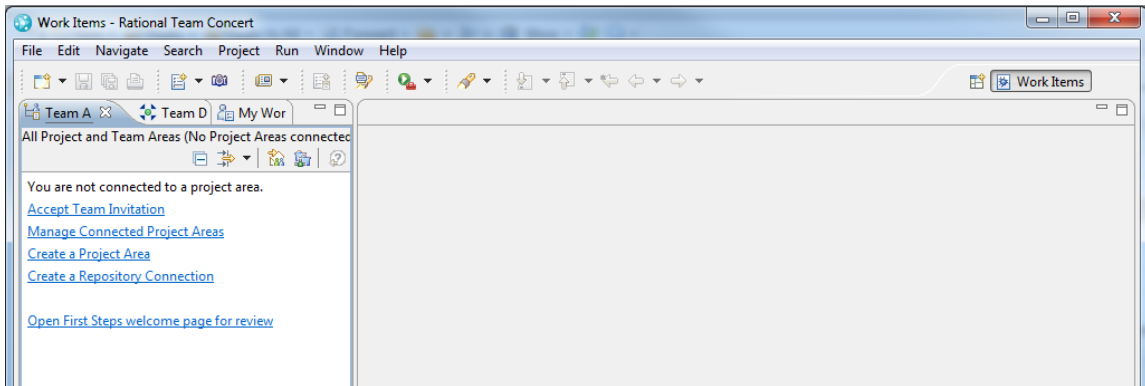 Work Items - Rational Team Concert
File Edit Navigate Search Project Run Window Help
Work Items
Team A Team D My Wor
All Project and Team Areas (No Project Areas connected
You are not connected to a project area.
Accept Team Invitation
Manage Connected Project Areas
Create a Project Area
Create a Repository Connection
Open First Steps welcome page for review